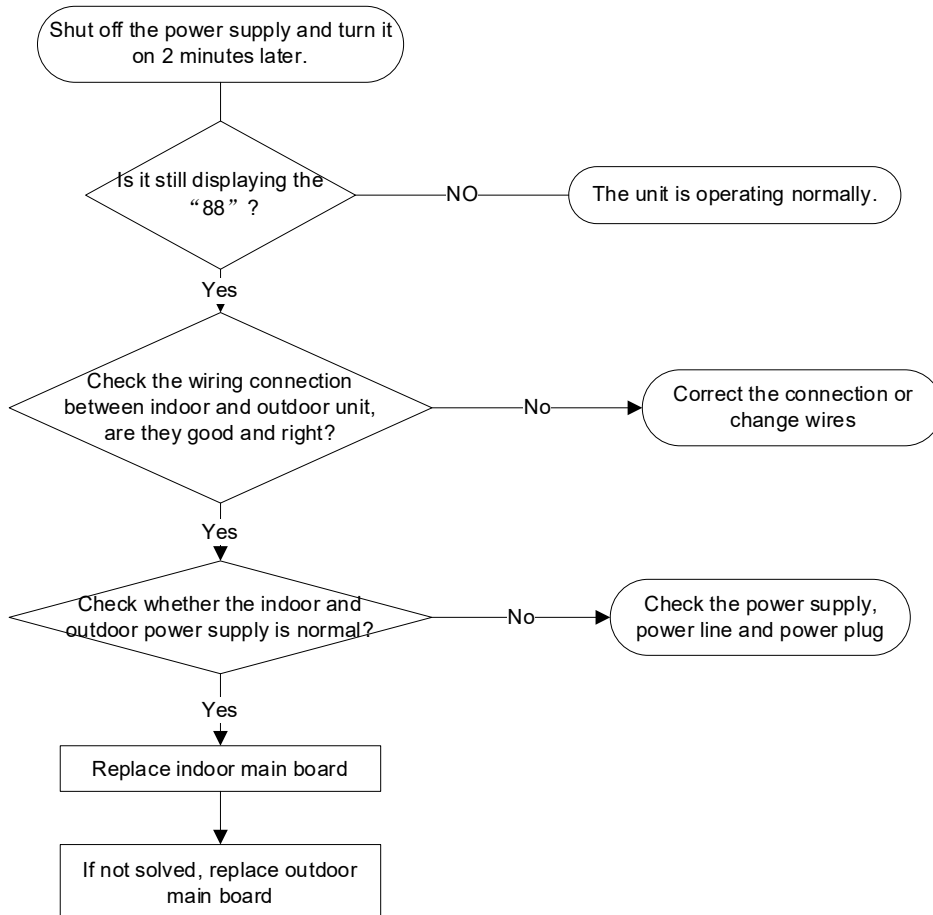 Shut off the power supply and turn it
on 2 minutes later.
Is it still displaying the
“88” ?
NO
The unit is operating normally.
Yes
Check the wiring connection
between indoor and outdoor unit,
are they good and right?
No
Correct the connection or
change wires
Yes
Check whether the indoor and
outdoor power supply is normal?
No
Check the power supply,
power line and power plug
Yes
Replace indoor main board
If not solved, replace outdoor
main board